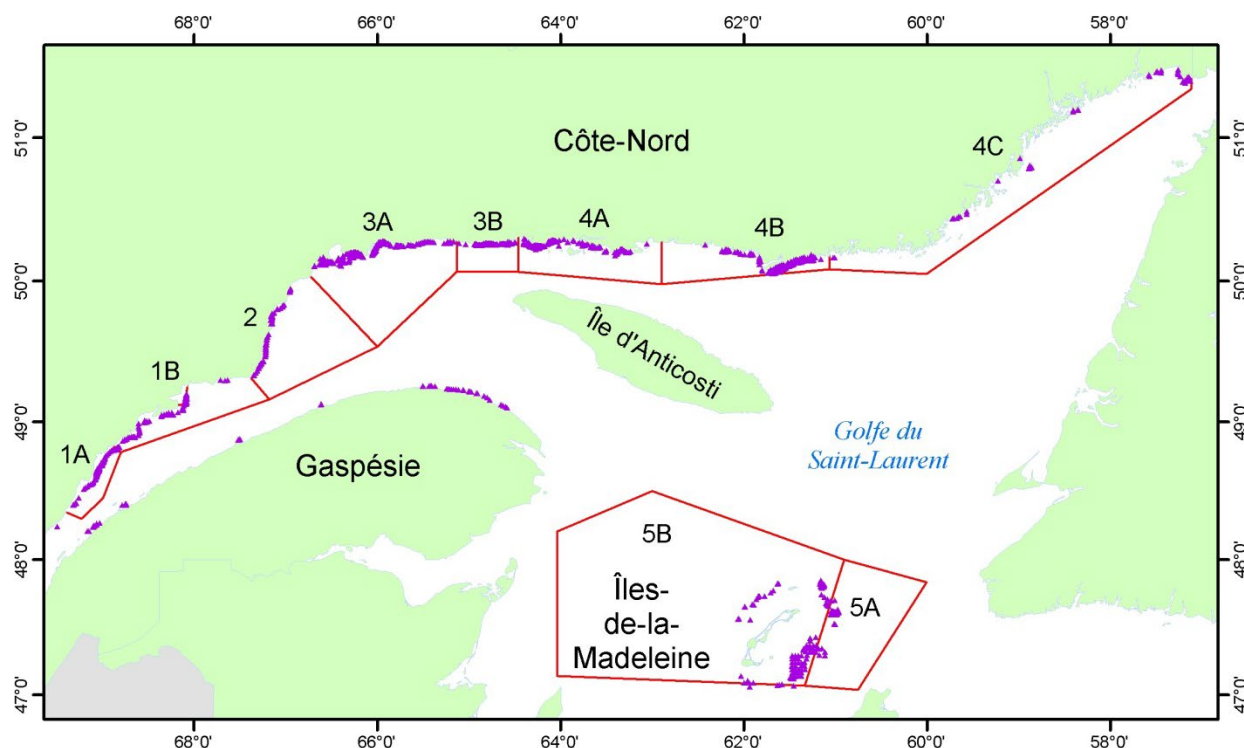 68°0' 66°0' 64°0' 62°0' 60°0' 58°0'
51°0' 51°0'
Côte-Nord
4C
3A 3B 4A 4B
50°0' 50°0'
2
Île d'Anticosti
1B
49°0' 49°0'
1A
Gaspésie
Golfe du
Saint-Laurent
48°0' 48°0'
5B
5A
Îles-
de-la-
Madeleine
47°0' 47°0'
68°0' 66°0' 64°0' 62°0' 60°0' 58°0'